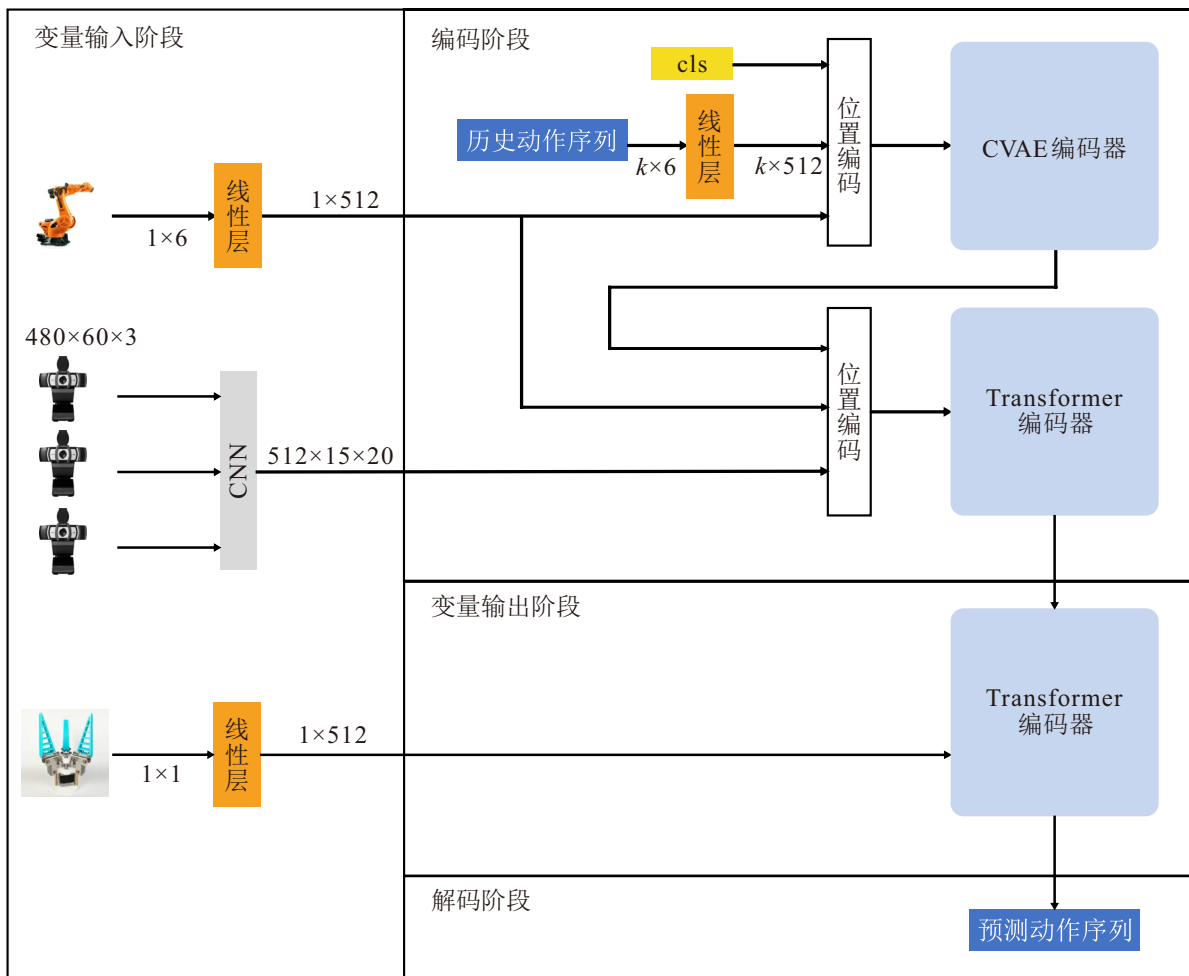 变量输入阶段
1×6
线性层
1×512
480×60×3
CNN
512×15×20
1×1
线性层
1×512
编码阶段
cls
历史动作序列
k×6
线性层
k×512
位置编码
CVAE编码器
位置编码
Transformer
编码器
变量输出阶段
Transformer
编码器
解码阶段
预测动作序列